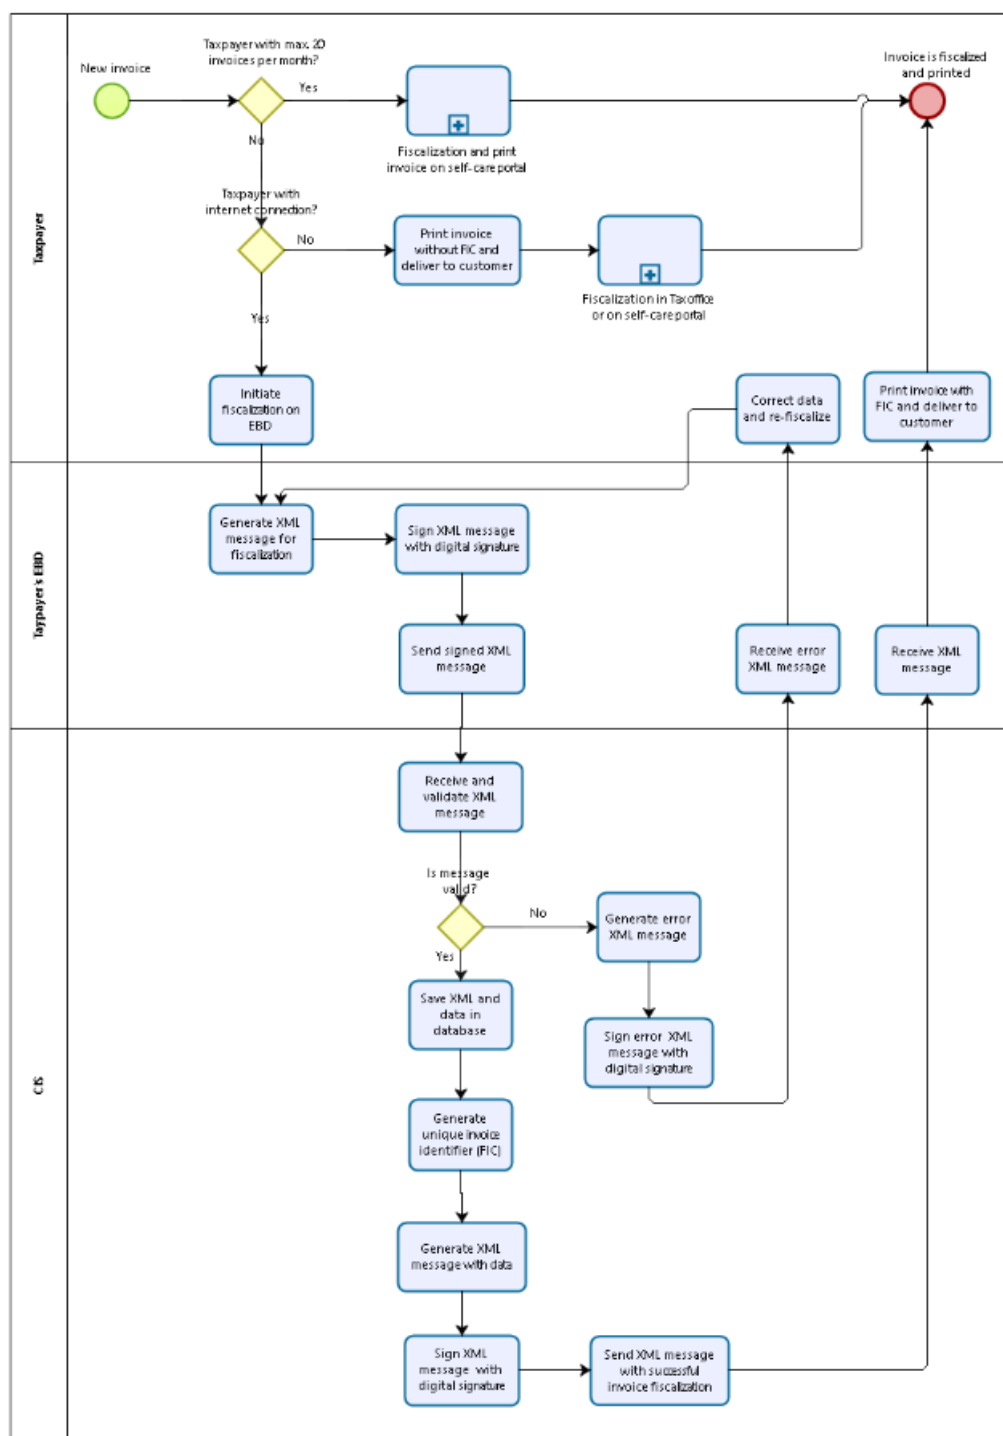 Taxpayer
New invoice
Taxpayer with max. 20
invoices per month?
Yes
No
Fiscalization and print
invoice on self-care portal
Invoice is fiscalized
and printed
Taxpayer with
internet connection?
No
Yes
Print invoice
without FIC and
deliver to customer
Fiscalization in Tax office
or on self-care portal
Initiate
fiscalization on
EBD
Correct data
and re-fiscalize
Print invoice with
FIC and deliver to
customer
Taypayer's EBD
Generate XML
message for
fiscalization
Sign XML message
with digital signature
Send signed XML
message
Receive error
XML message
Receive XML
message
CIS
Receive and
validate XML
message
Is message
valid?
No
Yes
Generate error
XML message
Save XML and
data in
database
Sign error XML
message with
digital signature
Generate
unique invoice
identifier (FIC)
Generate XML
message with data
Sign XML
message with
digital signature
Send XML message
with successful
invoice fiscalization